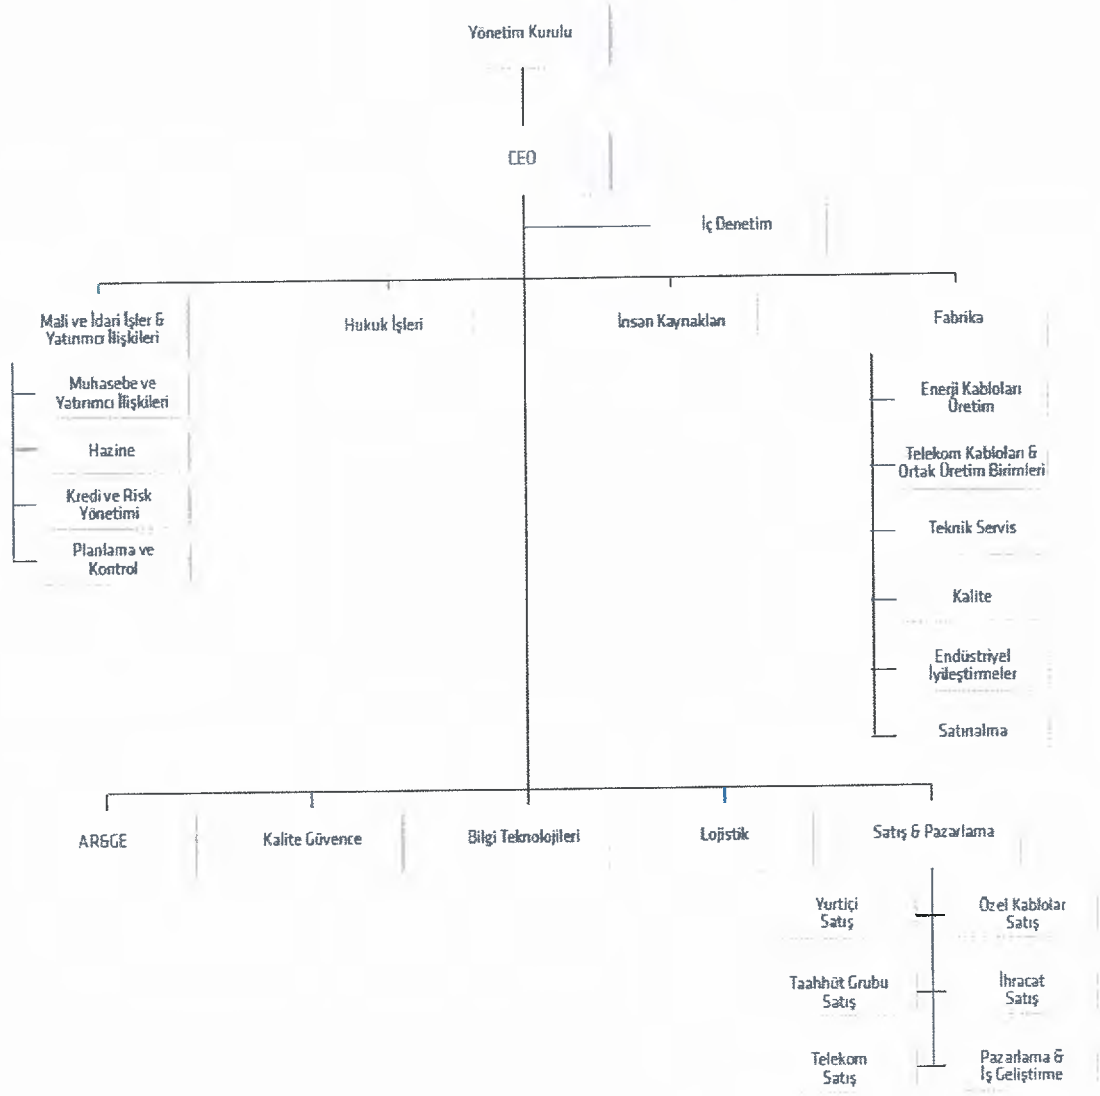 Yönetim Kurulu
CEO
İç Denetim
Mali ve İdari İşler &
Yatırımcı İlişkileri
Hukuk İşleri
İnsan Kaynakları
Fabrika
Muhasebe ve
Yatırımcı İlişkileri
Hazine
Kredi ve Risk
Yönetimi
Planlama ve
Kontrol
Enerji Kabloları
Üretim
Telekom Kabloları &
Ortak Üretim Birimleri
Teknik Servis
Kalite
Endüstriyel
İyileştirmeler
Satınalma
AR&GE
Kalite Güvence
Bilgi Teknolojileri
Lojistik
Satış & Pazarlama
Yurtiçi
Satış
Özel Kablolar
Satış
Taahhüt Grubu
Satış
İhracat
Satış
Telekom
Satış
Pazarlama &
İş Geliştirme